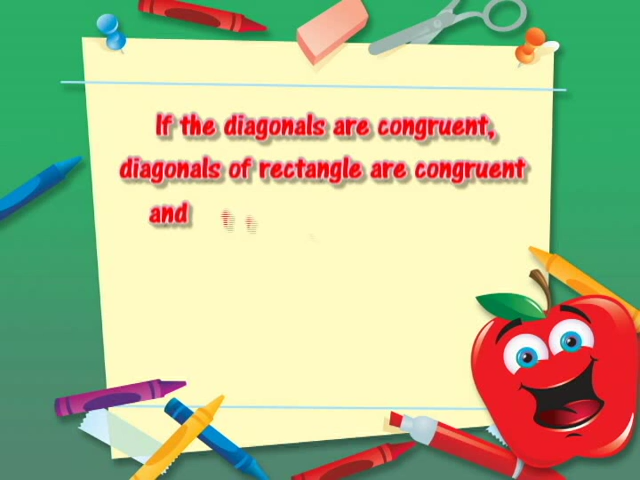 If the diagonals are congruent,
diagonals of rectangle are congruent
and